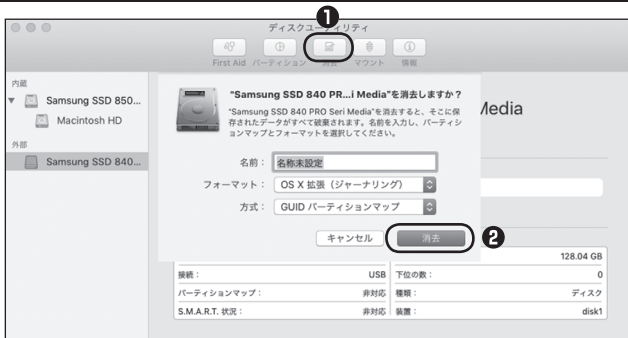 ❶
ディスクユーティリティ
First Aid パーティション 消去 マウント 情報
内蔵
Samsung SSD 850...
Macintosh HD
外部
Samsung SSD 840...
"Samsung SSD 840 PR...i Media"を消去しますか？
"Samsung SSD 840 PRO Seri Media"を消去すると、そこに保
存されたデータがすべて破棄されます。名前を入力し、パーティシ
ョンマップとフォーマットを選択してください。
Media
名前： 名称未設定
フォーマット： OS X 拡張（ジャーナリング）
方式： GUID パーティションマップ
キャンセル 消去 ❷
128.04 GB
接続： USB 下位の数： 0
パーティションマップ： 非対応 種類： ディスク
S.M.A.R.T. 状況： 非対応 装置： disk1